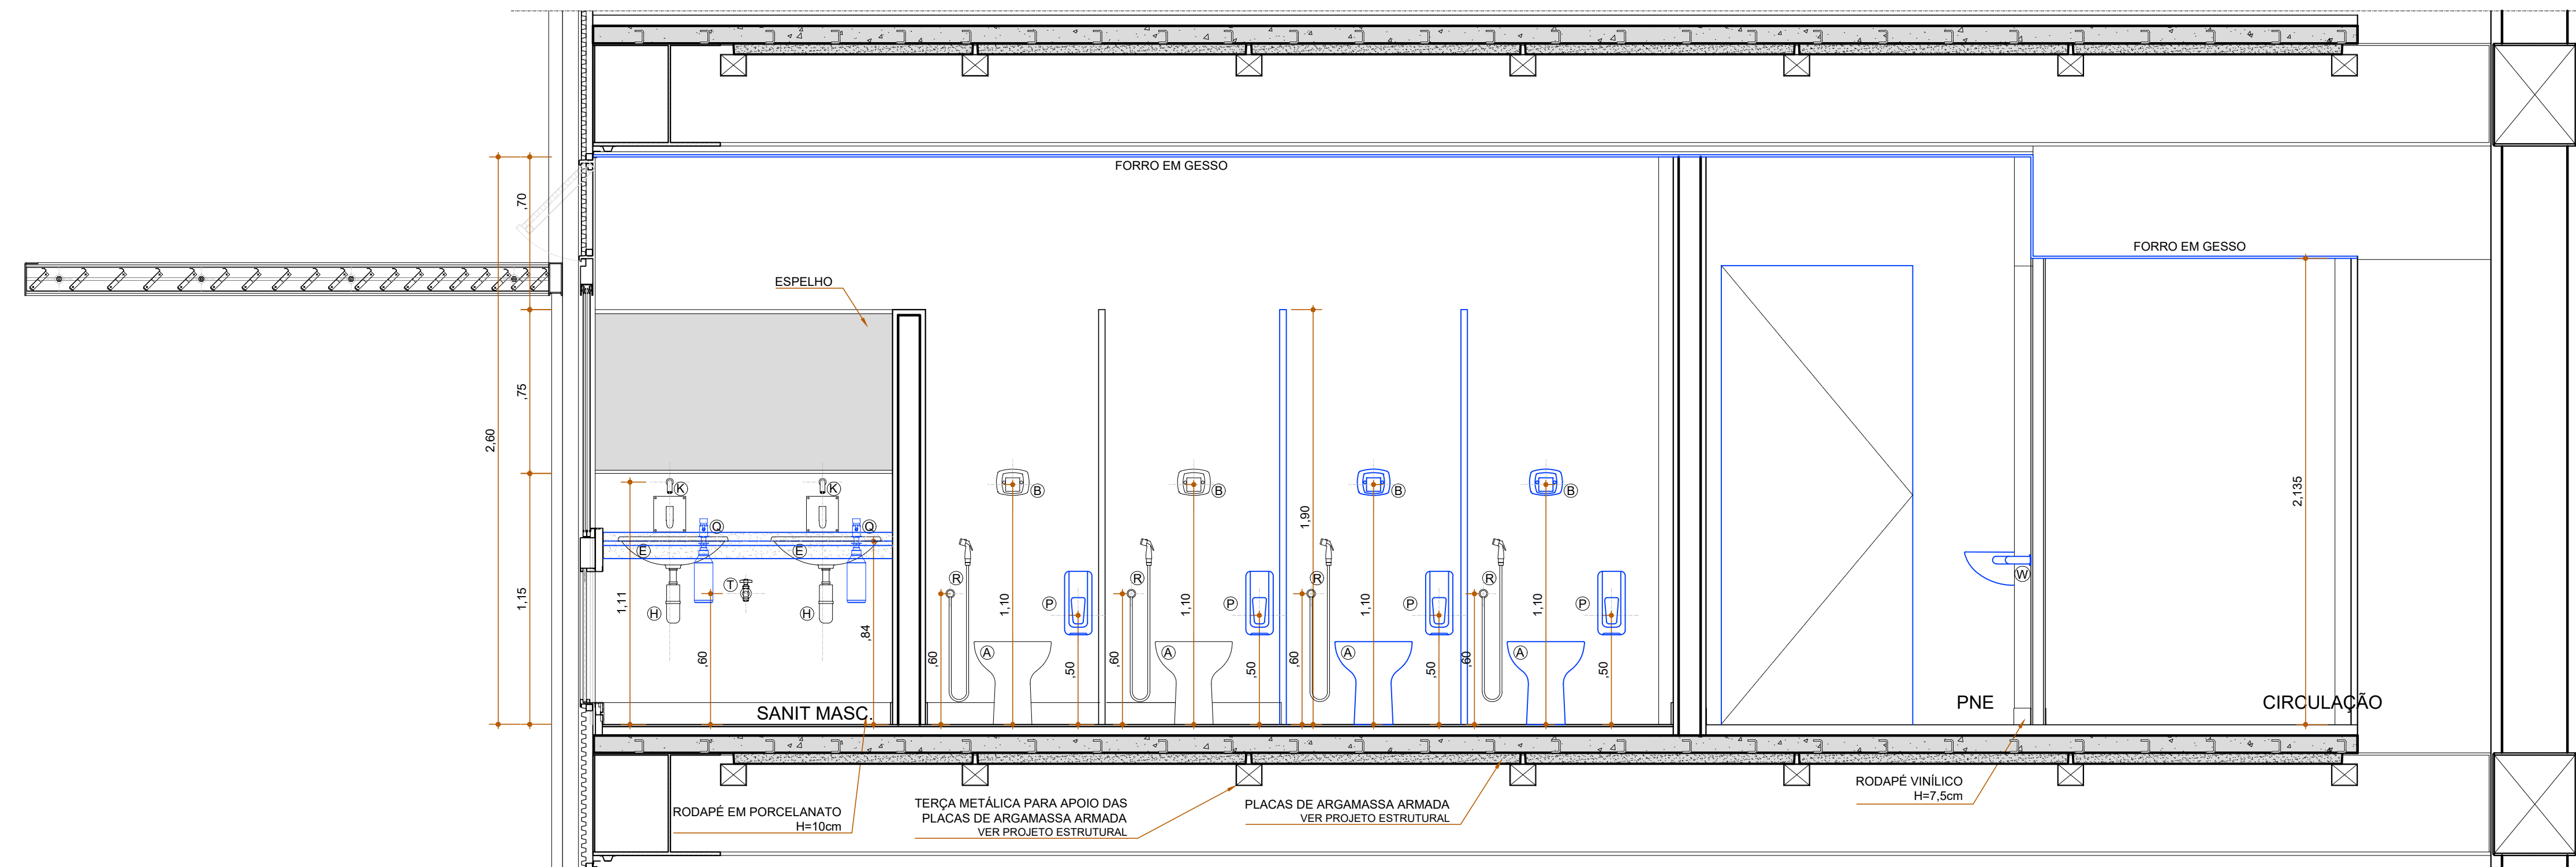 FORRO EM GESSO
,70
FORRO EM GESSO
ESPELHO
,75
2,60
K
K
B
B
B
B
2,135
1,90
Q
Q
E
E
T
R
R
R
R
W
1,11
1,15
H
H
1,10
1,10
1,10
1,10
P
P
P
P
,84
,60
,60
,60
,60
,60
A
A
A
A
,50
,50
,50
,50
SANIT MASC.
PNE
CIRCULAÇÃO
RODAPÉ EM PORCELANATO
H=10cm
TERÇA METÁLICA PARA APOIO DAS
PLACAS DE ARGAMASSA ARMADA
VER PROJETO ESTRUTURAL
PLACAS DE ARGAMASSA ARMADA
VER PROJETO ESTRUTURAL
RODAPÉ VINÍLICO
H=7,5cm